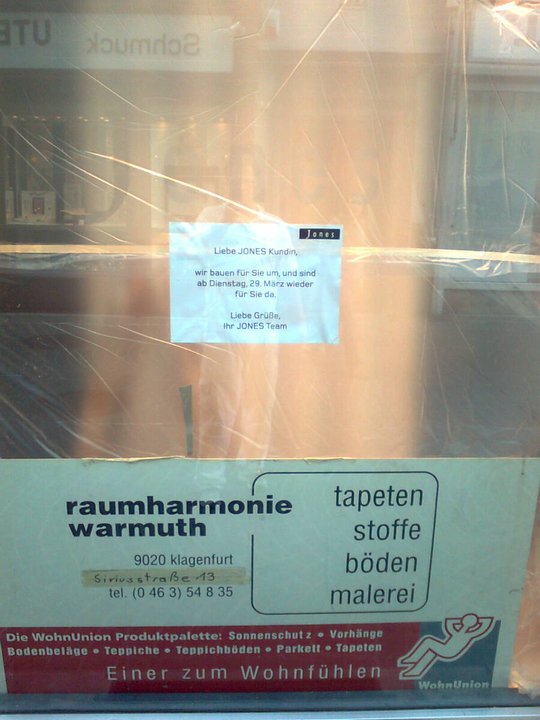 UTE
Schmuck
Jones
Liebe JONES Kundin,
wir bauen für Sie um, und sind
ab Dienstag, 29. März wieder
für Sie da.
Liebe Grüße,
Ihr JONES Team
raumharmonie
warmuth
9020 klagenfurt
Siriusstraße 13
tel. (0 46 3) 54 8 35
tapeten
stoffe
böden
malerei
Die WohnUnion Produktpalette: Sonnenschutz • Vorhänge
Bodenbeläge • Teppiche • Teppichböden • Parkett • Tapeten
Einer zum Wohnfühlen
WohnUnion